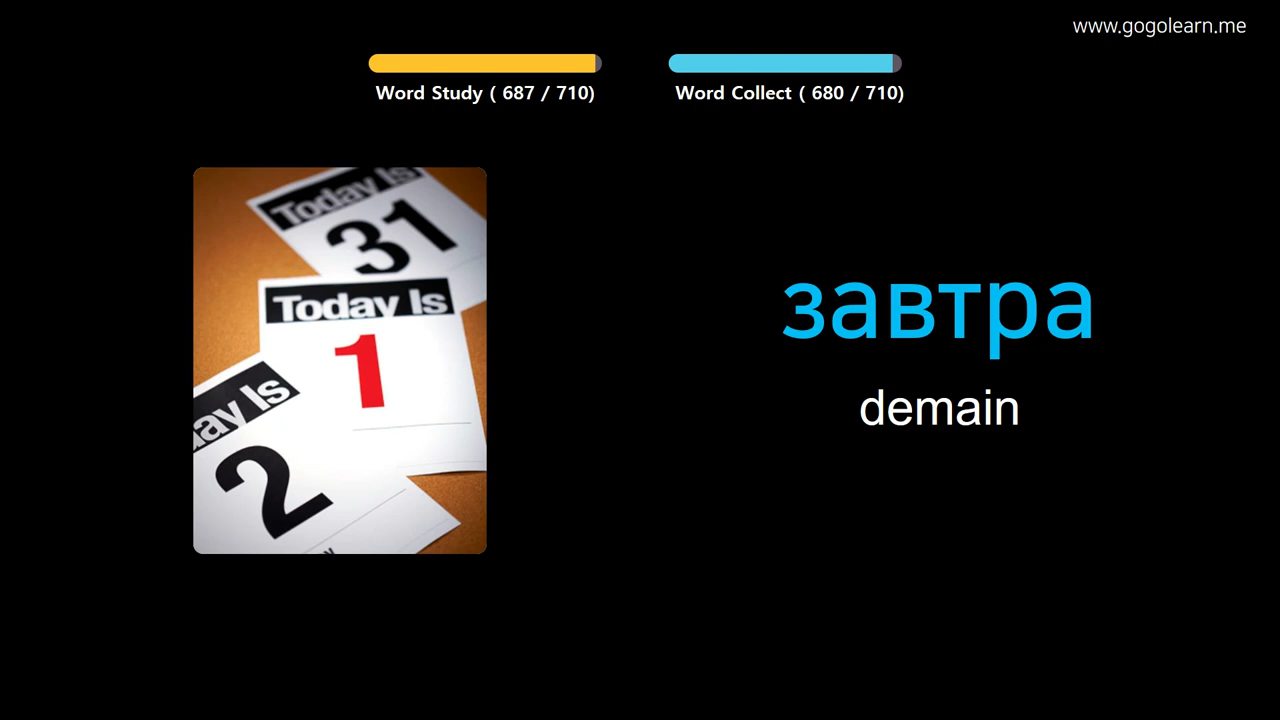 www.gogolearn.me
Word Study ( 687 / 710)
Word Collect ( 680 / 710)
Today Is
31
Today Is
1
ay Is
2
завтра
demain